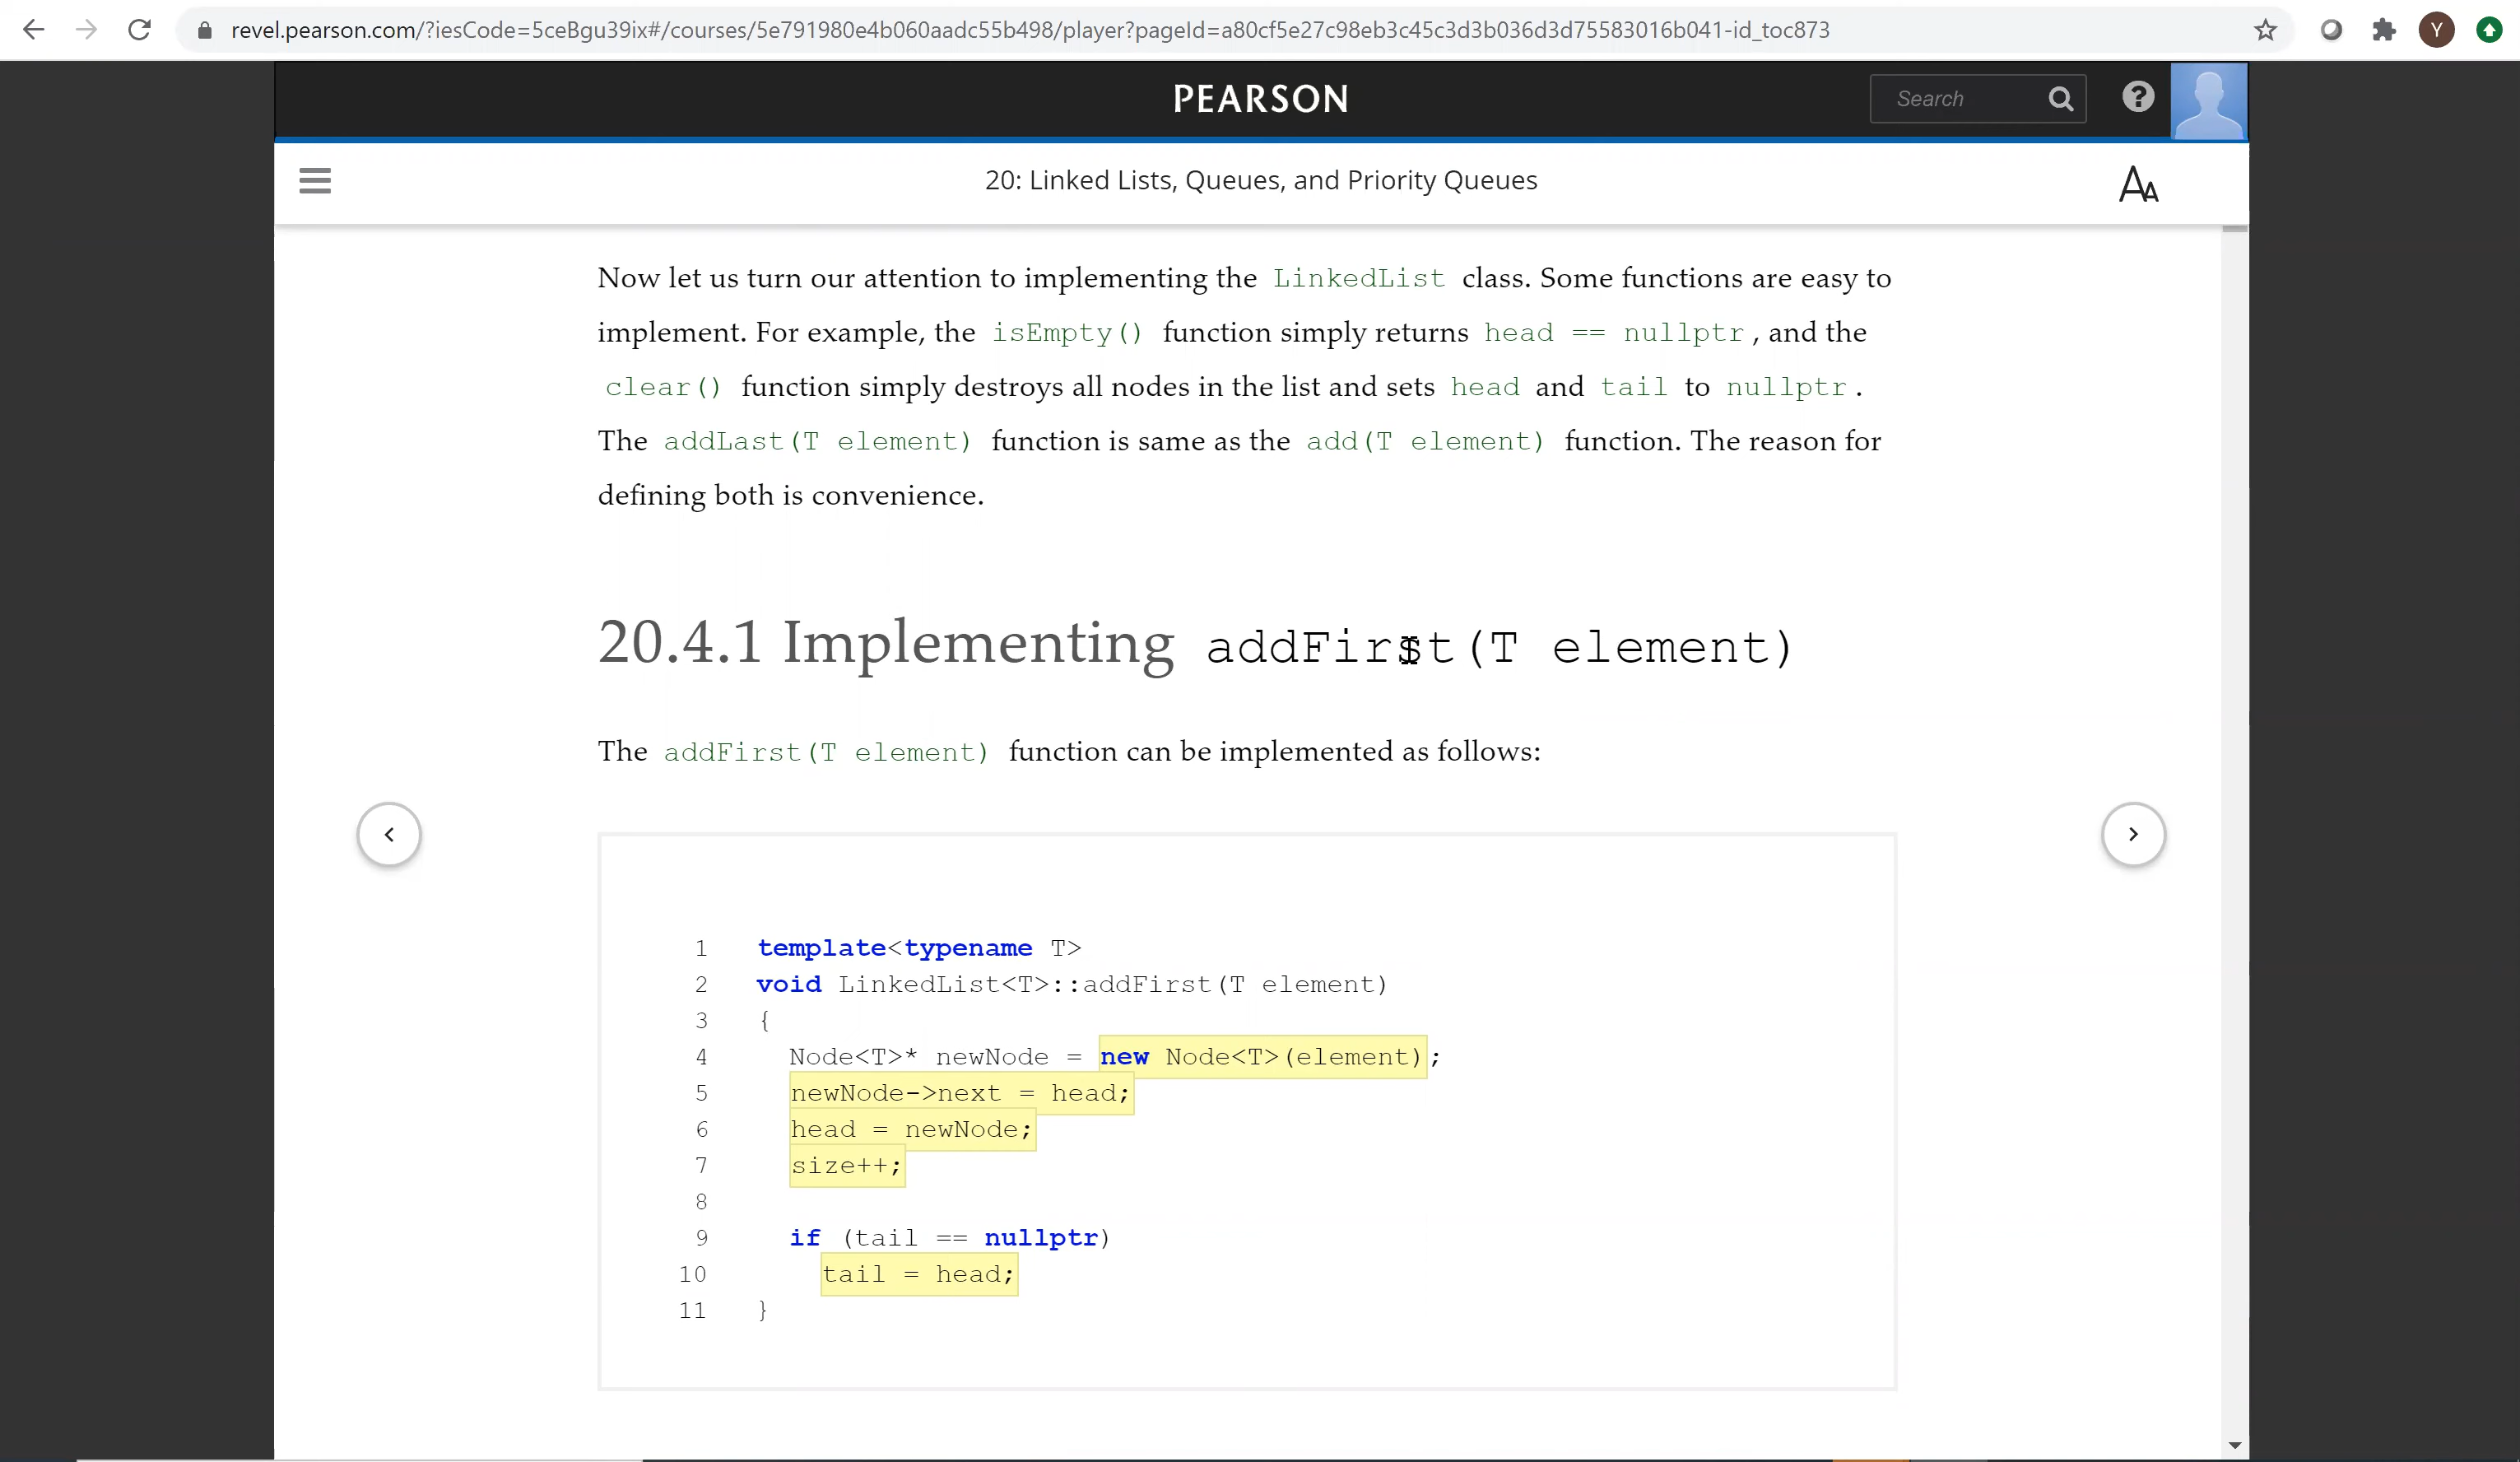 revel.pearson.com/?iesCode=5ceBgu39ix#/courses/5e791980e4b060aadc55b498/player?pageId=a80cf5e27c98eb3c45c3d3b036d3d75583016b041-id_toc873
Y
PEARSON
Search
?
20: Linked Lists, Queues, and Priority Queues
AA
Now let us turn our attention to implementing the LinkedList class. Some functions are easy to
implement. For example, the isEmpty() function simply returns head == nullptr, and the
clear() function simply destroys all nodes in the list and sets head and tail to nullptr.
The addLast(T element) function is same as the add(T element) function. The reason for
defining both is convenience.
20.4.1 Implementing addFirst(T element)
The addFirst(T element) function can be implemented as follows:
1 template<typename T>
2 void LinkedList<T>::addFirst(T element)
3 {
4 Node<T>* newNode = new Node<T>(element);
5 newNode->next = head;
6 head = newNode;
7 size++;
8
9 if (tail == nullptr)
10 tail = head;
11 }